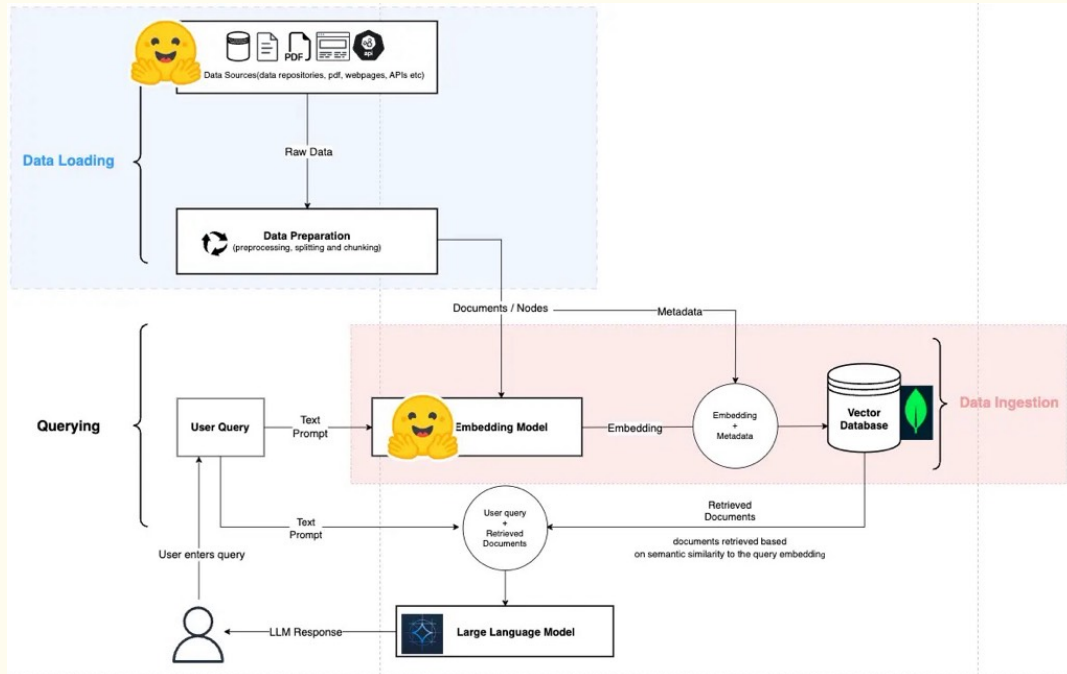 PDF
api
Data Sources(data repositories, pdf, webpages, APIs etc)
Data Loading
Raw Data
Data Preparation
(preprocessing, splitting and chunking)
Documents / Nodes
Metadata
Querying
User Query
Text
Prompt
Embedding Model
Embedding
Embedding
+
Metadata
Vector
Database
Data Ingestion
Text
Prompt
User query
+
Retrieved
Documents
Retrieved
Documents
documents retrieved based
on semantic similarity to the query embedding
User enters query
LLM Response
Large Language Model